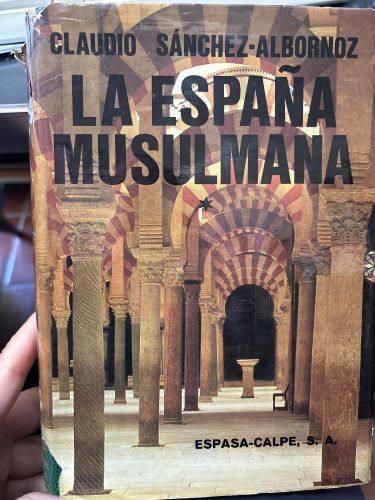 CLAUDIO SÁNCHEZ-ALBORNOZ
LA ESPAÑA
MUSULMANA
ESPASA-CALPE, S. A.